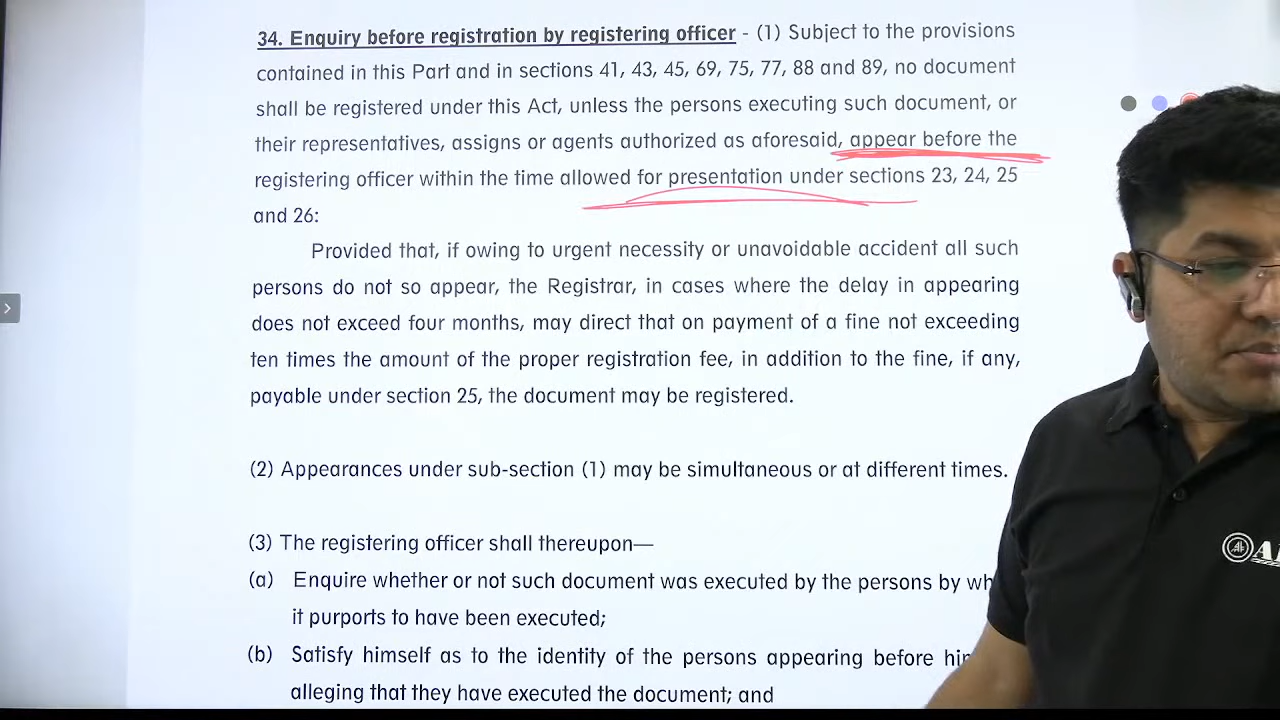 34. Enquiry before registration by registering officer - (1) Subject to the provisions
contained in this Part and in sections 41, 43, 45, 69, 75, 77, 88 and 89, no document
shall be registered under this Act, unless the persons executing such document, or
their representatives, assigns or agents authorized as aforesaid, appear before the
registering officer within the time allowed for presentation under sections 23, 24, 25
and 26:
Provided that, if owing to urgent necessity or unavoidable accident all such
persons do not so appear, the Registrar, in cases where the delay in appearing
does not exceed four months, may direct that on payment of a fine not exceeding
ten times the amount of the proper registration fee, in addition to the fine, if any,
payable under section 25, the document may be registered.
(2) Appearances under sub-section (1) may be simultaneous or at different times.
(3) The registering officer shall thereupon—
(a) Enquire whether or not such document was executed by the persons by
it purports to have been executed;
(b) Satisfy himself as to the identity of the persons appearing before
alleging that they have executed the document; and